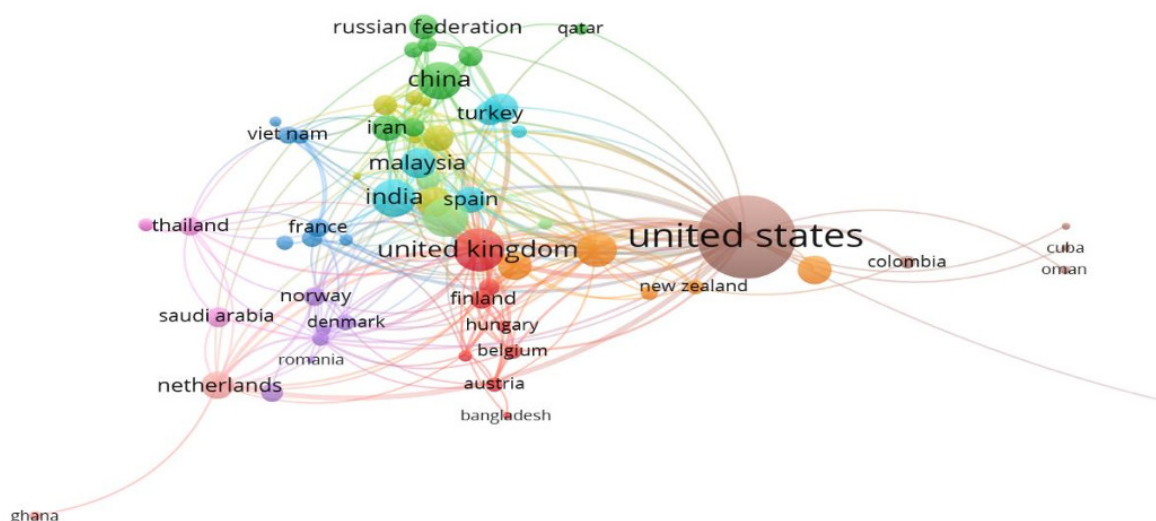 russian federation
qatar
china
turkey
iran
viet nam
malaysia
india
spain
thailand
france
united kingdom
united states
cuba
colombia
oman
new zealand
norway
finland
saudi arabia
denmark
hungary
romania
belgium
netherlands
austria
bangladesh
ghana